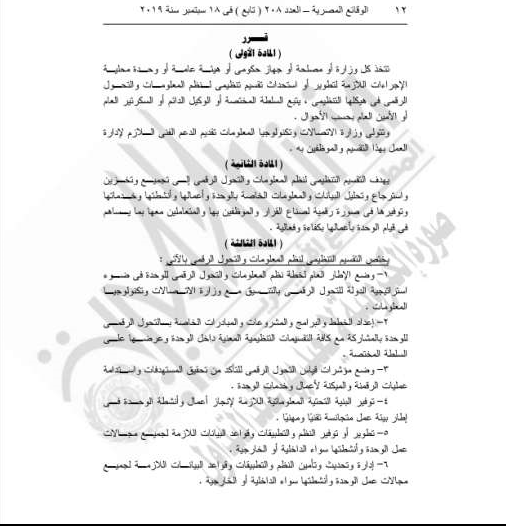 ١٢ الوقائع المصرية – العدد ٢٠٨ ( تابع ) فى ١٨ سبتمبر سنة ٢٠١٩
قـــرر
( المادة الأولى )
تتخذ كل وزارة أو مصلحة أو جهاز حكومى أو هيئة عامة أو وحدة محلية
الإجراءات اللازمة لتطوير أو استحداث تقسيم تنظيمى لنظم المعلومات والتحول
الرقمى فى هيكلها التنظيمى ، يتبع السلطة المختصة أو الوكيل الدائم أو السكرتير العام
أو الأمين العام بحسب الأحوال .
وتتولى وزارة الاتصالات وتكنولوجيا المعلومات تقديم الدعم الفنى اللازم لإدارة
العمل بهذا التقسيم والموظفين به .
( المادة الثانية )
يهدف التقسيم التنظيمى لنظم المعلومات والتحول الرقمى إلى تجميع وتخزين
واسترجاع وتحليل البيانات والمعلومات الخاصة بالوحدة وأعمالها وأنشطتها وخدماتها
وتوفيرها فى صورة رقمية لصناع القرار والموظفين بها والمتعاملين معها بما يساهم
فى قيام الوحدة بأعمالها بكفاءة وفعالية .
( المادة الثالثة )
يختص التقسيم التنظيمى لنظم المعلومات والتحول الرقمى بالآتى :
١- وضع الإطار العام لخطة نظم المعلومات والتحول الرقمى للوحدة فى ضوء
استراتيجية الدولة للتحول الرقمى بالتنسيق مع وزارة الاتصالات وتكنولوجيا
المعلومات .
٢- إعداد الخطط والبرامج والمشروعات والمبادرات الخاصة بالتحول الرقمى
للوحدة بالمشاركة مع كافة التقسيمات التنظيمية المعنية داخل الوحدة وعرضها على
السلطة المختصة .
٣- وضع مؤشرات قياس التحول الرقمى للتأكد من تحقيق المستهدفات واستدامة
عمليات الرقمنة والميكنة لأعمال وخدمات الوحدة .
٤- توفير البنية التحتية المعلوماتية اللازمة لإنجاز أعمال وأنشطة الوحدة فى
إطار بيئة عمل متجانسة تقنيًا ومهنيًا .
٥- تطوير أو توفير النظم والتطبيقات وقواعد البيانات اللازمة لجميع مجالات
عمل الوحدة وأنشطتها سواء الداخلية أو الخارجية .
٦- إدارة وتحديث وتأمين النظم والتطبيقات وقواعد البيانات اللازمة لجميع
مجالات عمل الوحدة وأنشطتها سواء الداخلية أو الخارجية .